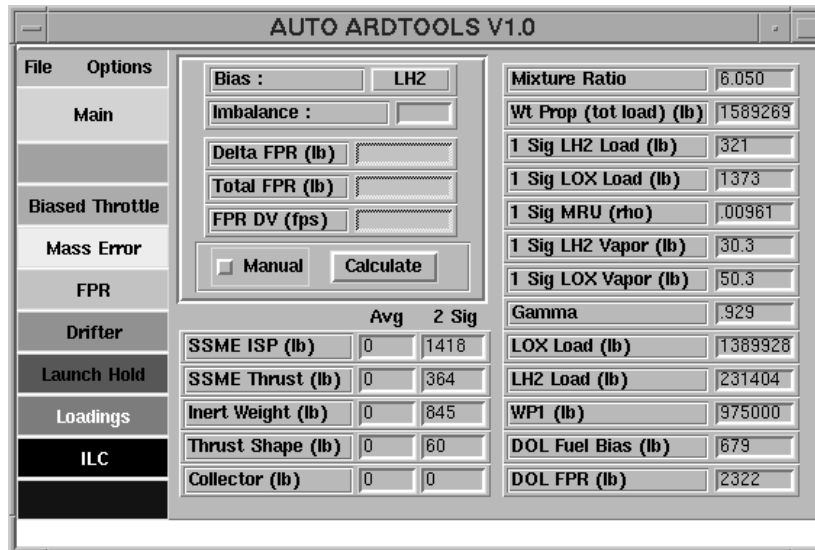 AUTO ARDTOOLS V1.0
File Options
Main
Biased Throttle
Mass Error
FPR
Drifter
Launch Hold
Loadings
ILC
Bias : LH2
Imbalance :
Delta FPR (lb)
Total FPR (lb)
FPR DV (fps)
Manual Calculate
Avg 2 Sig
SSME ISP (lb) 0 1418
SSME Thrust (lb) 0 364
Inert Weight (lb) 0 845
Thrust Shape (lb) 0 60
Collector (lb) 0 0
Mixture Ratio 6.050
Wt Prop (tot load) (lb) 1589269
1 Sig LH2 Load (lb) 321
1 Sig LOX Load (lb) 1373
1 Sig MRU (rho) .00961
1 Sig LH2 Vapor (lb) 30.3
1 Sig LOX Vapor (lb) 50.3
Gamma .929
LOX Load (lb) 1389928
LH2 Load (lb) 231404
WP1 (lb) 975000
DOL Fuel Bias (lb) 679
DOL FPR (lb) 2322